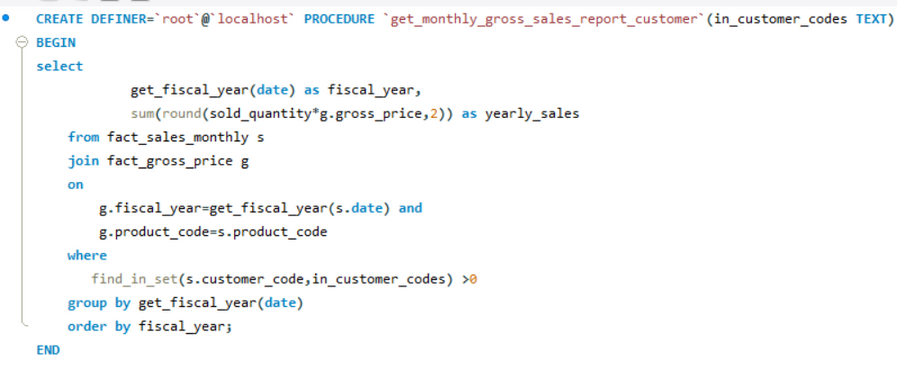 CREATE DEFINER=`root`@`localhost` PROCEDURE `get_monthly_gross_sales_report_customer`(in_customer_codes TEXT)
BEGIN
select
get_fiscal_year(date) as fiscal_year,
sum(round(sold_quantity*g.gross_price,2)) as yearly_sales
from fact_sales_monthly s
join fact_gross_price g
on
g.fiscal_year=get_fiscal_year(s.date) and
g.product_code=s.product_code
where
find_in_set(s.customer_code,in_customer_codes) >0
group by get_fiscal_year(date)
order by fiscal_year;
END